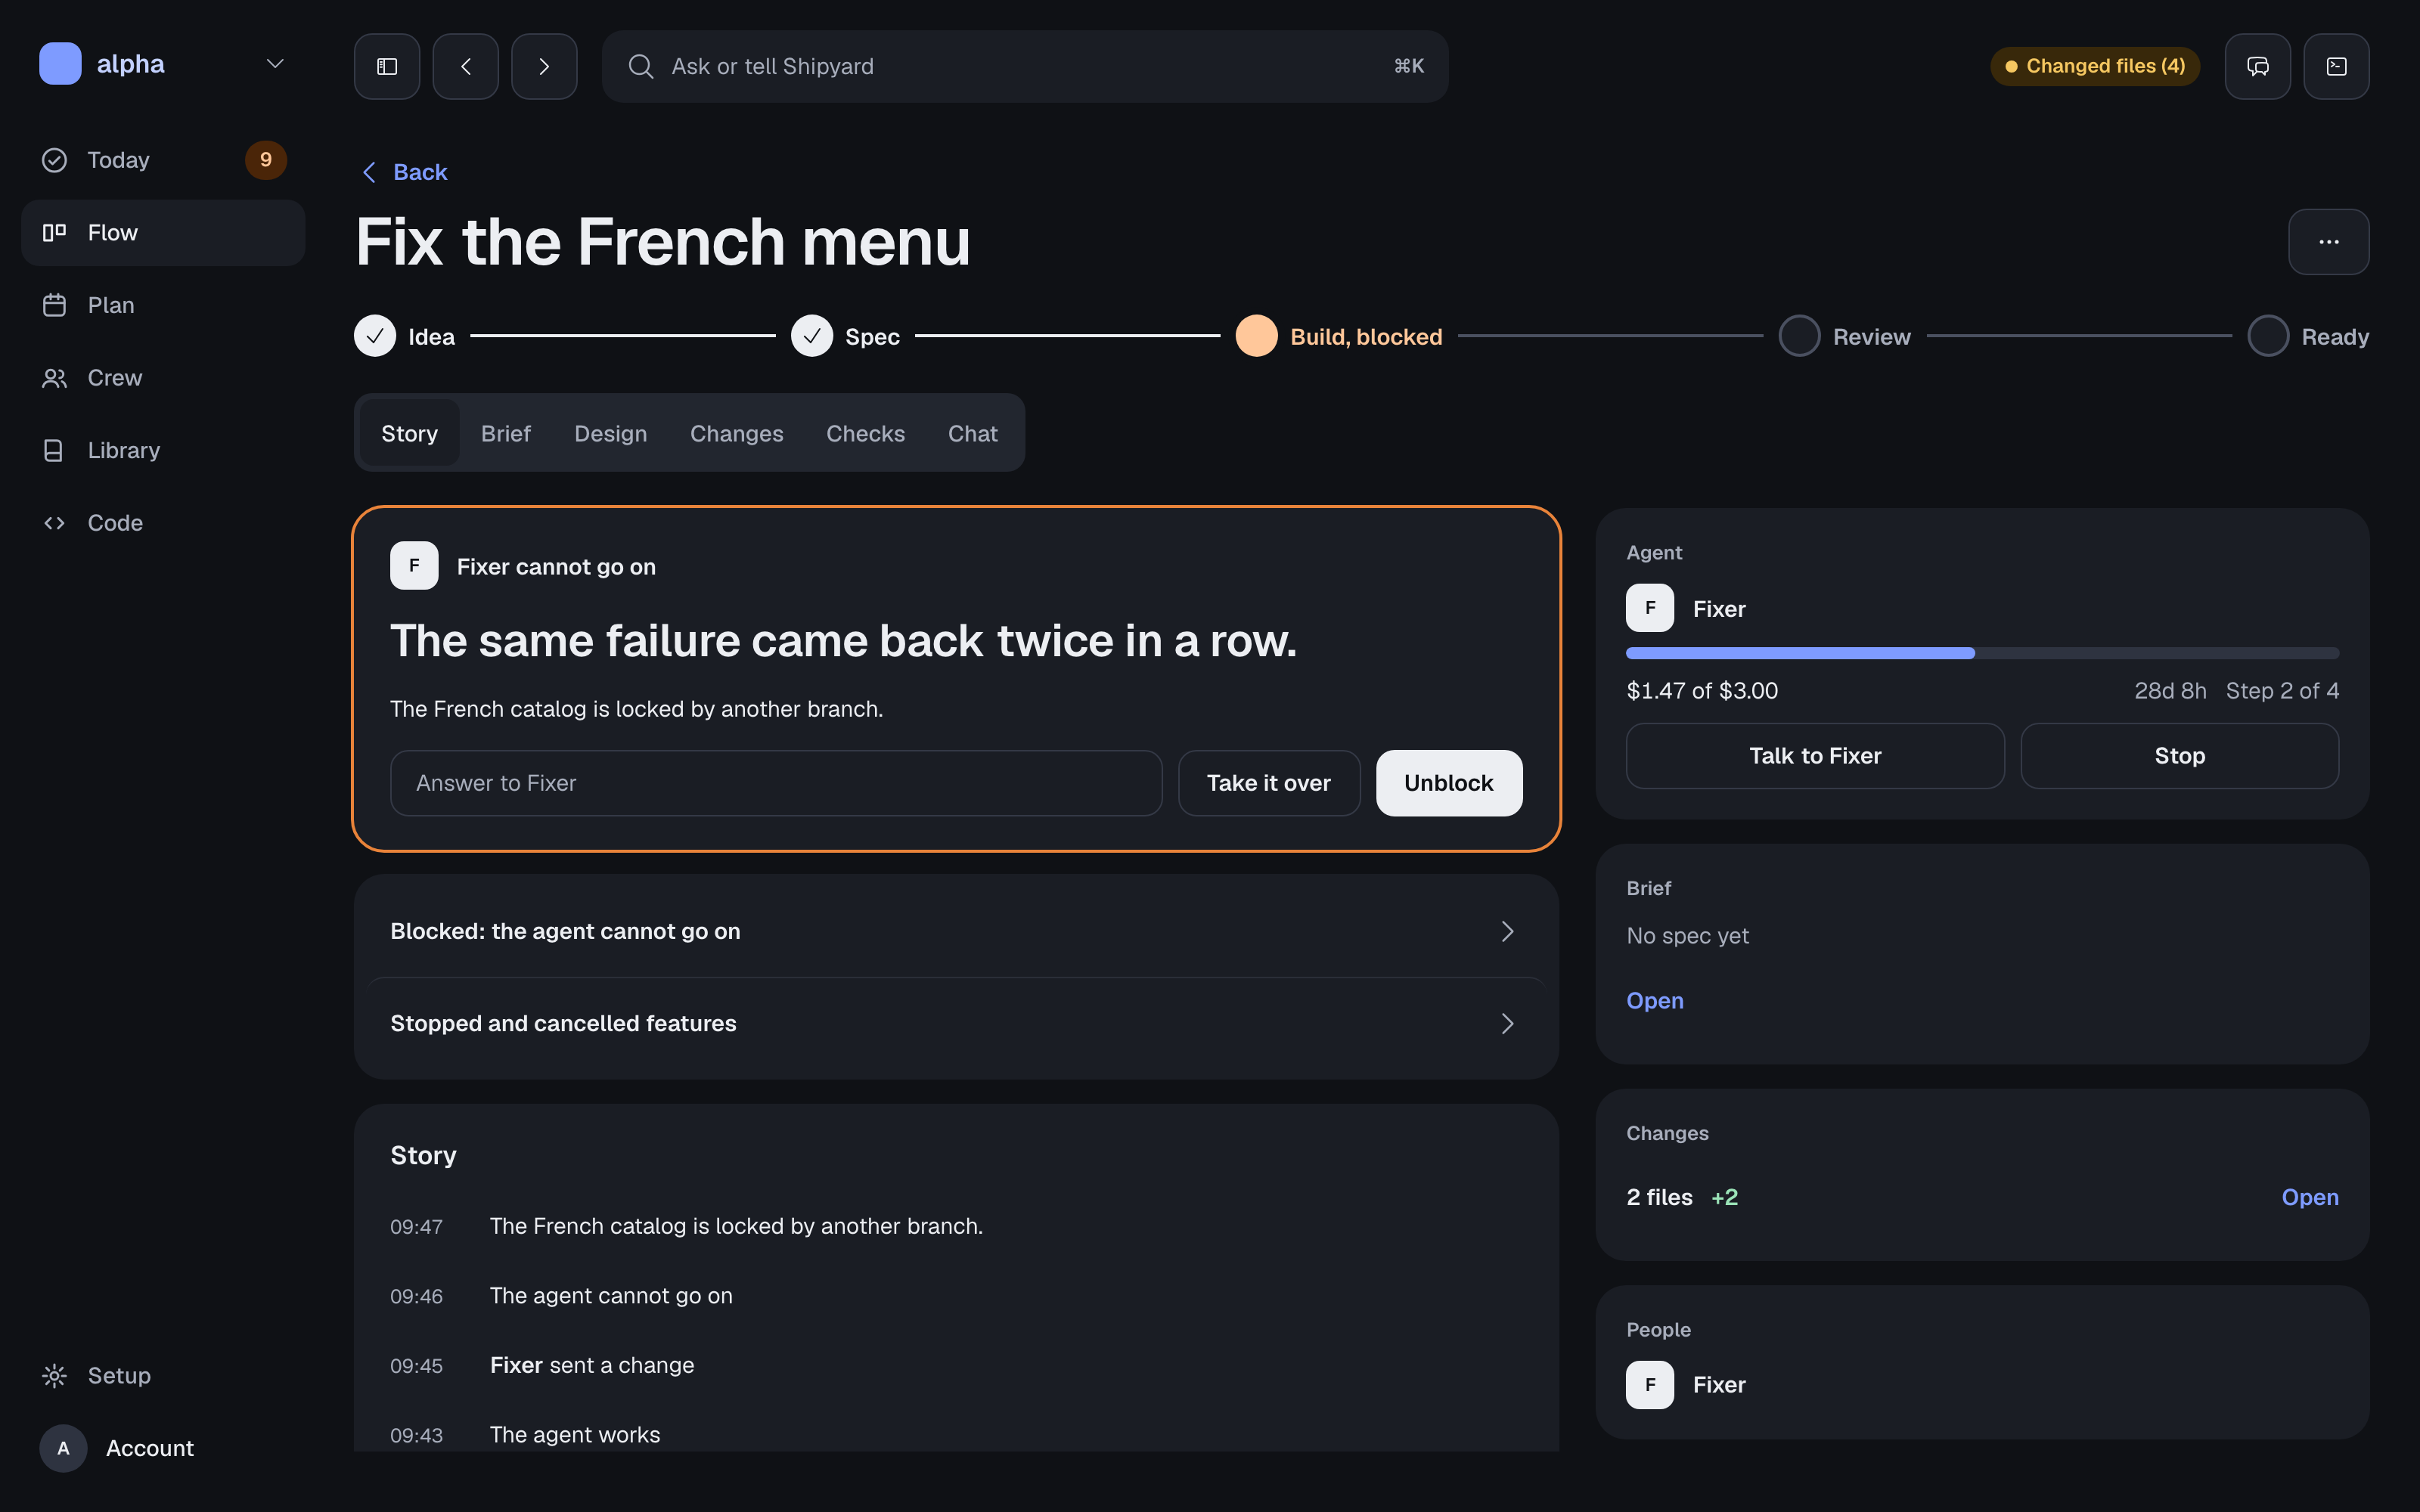 alpha
Ask or tell Shipyard
⌘K
Changed files (4)
Today
9
Flow
Plan
Crew
Library
Code
Setup
A
Account
Back
Fix the French menu
Idea
Spec
Build, blocked
Review
Ready
Story
Brief
Design
Changes
Checks
Chat
F
Fixer cannot go on
The same failure came back twice in a row.
The French catalog is locked by another branch.
Answer to Fixer
Take it over
Unblock
Blocked: the agent cannot go on
Stopped and cancelled features
Story
09:47 The French catalog is locked by another branch.
09:46 The agent cannot go on
09:45 Fixer sent a change
09:43 The agent works
Agent
F
Fixer
$1.47 of $3.00
28d 8h
Step 2 of 4
Talk to Fixer
Stop
Brief
No spec yet
Open
Changes
2 files +2
Open
People
F
Fixer